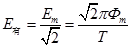 E有 = Em/√2 = √2πΦm/T